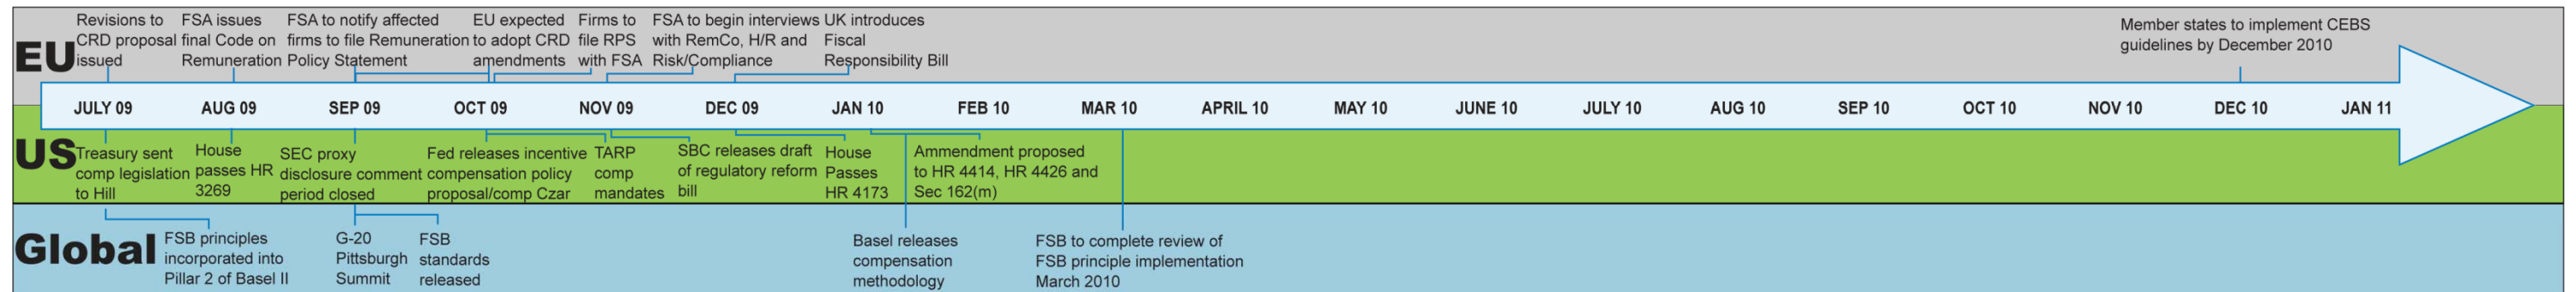 EU
Revisions to
CRD proposal
issued
FSA issues
final Code on
Remuneration
FSA to notify affected
firms to file Remuneration
Policy Statement
EU expected
to adopt CRD
amendments
Firms to
file RPS
with FSA
FSA to begin interviews
with RemCo, H/R and
Risk/Compliance
UK introduces
Fiscal
Responsibility Bill
Member states to implement CEBS
guidelines by December 2010
JULY 09 AUG 09 SEP 09 OCT 09 NOV 09 DEC 09 JAN 10 FEB 10 MAR 10 APRIL 10 MAY 10 JUNE 10 JULY 10 AUG 10 SEP 10 OCT 10 NOV 10 DEC 10 JAN 11
US
Treasury sent
comp legislation
to Hill
House
passes HR
3269
SEC proxy
disclosure comment
period closed
Fed releases incentive
compensation policy
proposal/comp Czar
TARP
comp
mandates
SBC releases draft
of regulatory reform
bill
House
Passes
HR 4173
Ammendment proposed
to HR 4414, HR 4426 and
Sec 162(m)
Global
FSB principles
incorporated into
Pillar 2 of Basel II
G-20
Pittsburgh
Summit
FSB
standards
released
Basel releases
compensation
methodology
FSB to complete review of
FSB principle implementation
March 2010